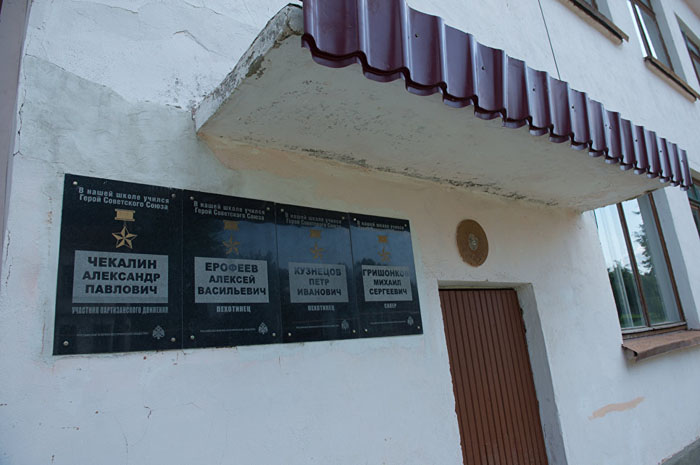 В нашей школе учился
Герой Советского Союза
ЧЕКАЛИН
АЛЕКСАНДР
ПАВЛОВИЧ
УЧАСТНИК ПАРТИЗАНСКОГО ДВИЖЕНИЯ
В нашей школе учился
Герой Советского Союза
ЕРОФЕЕВ
АЛЕКСЕЙ
ВАСИЛЬЕВИЧ
ПЕХОТИНЕЦ
В нашей школе учился
Герой Советского Союза
КУЗНЕЦОВ
ПЕТР
ИВАНОВИЧ
ПЕХОТИНЕЦ
В нашей школе учился
Герой Советского Союза
ГРИШОНКОВ
МИХАИЛ
СЕРГЕЕВИЧ
САПЕР